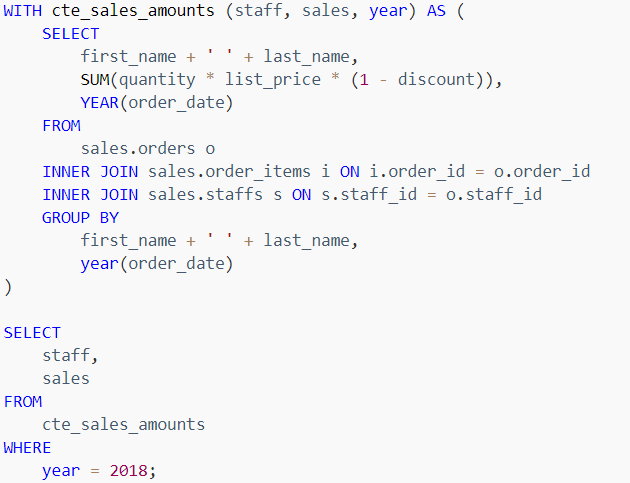 WITH cte_sales_amounts (staff, sales, year) AS (
    SELECT
        first_name + ' ' + last_name,
        SUM(quantity * list_price * (1 - discount)),
        YEAR(order_date)
    FROM
        sales.orders o
    INNER JOIN sales.order_items i ON i.order_id = o.order_id
    INNER JOIN sales.staffs s ON s.staff_id = o.staff_id
    GROUP BY
        first_name + ' ' + last_name,
        year(order_date)
)

SELECT
    staff,
    sales
FROM
    cte_sales_amounts
WHERE
    year = 2018;